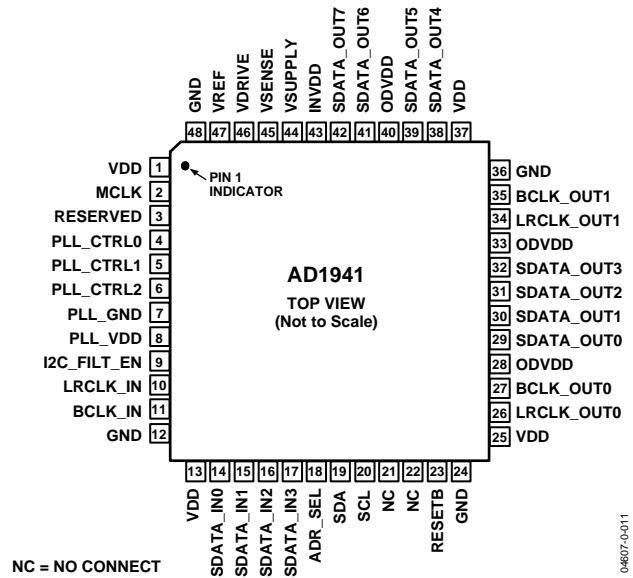 GND
VREF
VDRIVE
VSENSE
VSUPPLY
INVDD
SDATA_OUT7
SDATA_OUT6
ODVDD
SDATA_OUT5
SDATA_OUT4
VDD
48 47 46 45 44 43 42 41 40 39 38 37
VDD 1
MCLK 2
RESERVED 3
PLL_CTRL0 4
PLL_CTRL1 5
PLL_CTRL2 6
PLL_GND 7
PLL_VDD 8
I2C_FILT_EN 9
LRCLK_IN 10
BCLK_IN 11
GND 12
PIN 1
INDICATOR
AD1941
TOP VIEW
(Not to Scale)
36 GND
35 BCLK_OUT1
34 LRCLK_OUT1
33 ODVDD
32 SDATA_OUT3
31 SDATA_OUT2
30 SDATA_OUT1
29 SDATA_OUT0
28 ODVDD
27 BCLK_OUT0
26 LRCLK_OUT0
25 VDD
13 14 15 16 17 18 19 20 21 22 23 24
VDD
SDATA_IN0
SDATA_IN1
SDATA_IN2
SDATA_IN3
ADR_SEL
SDA
SCL
NC
NC
RESETB
GND
NC = NO CONNECT
04607-0-011